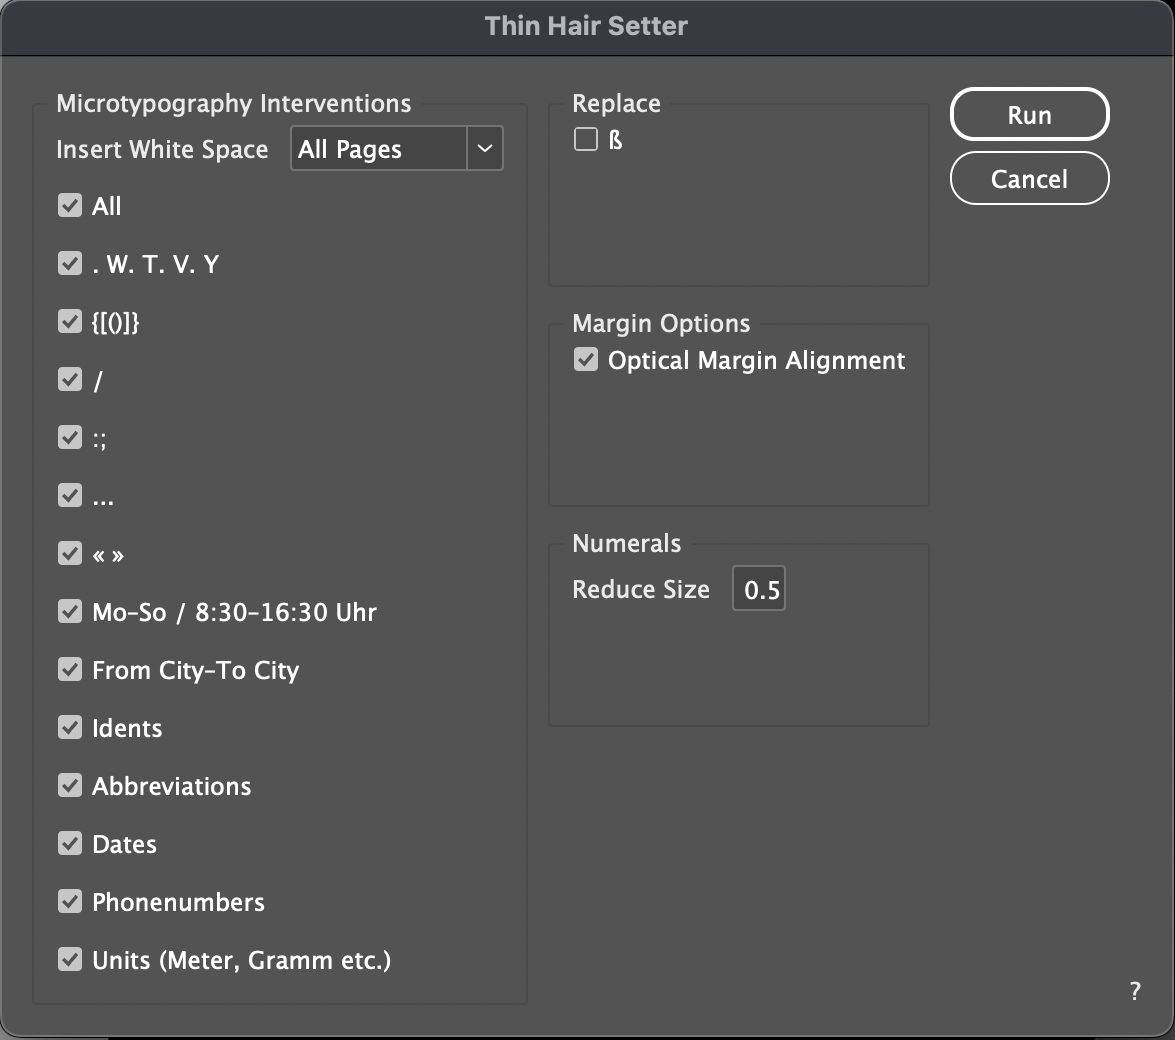 Thin Hair Setter
Microtypography Interventions
Insert White Space All Pages
All
. W. T. V. Y
{[()]}
/
:;
...
« »
Mo–So / 8:30–16:30 Uhr
From City–To City
Idents
Abbreviations
Dates
Phonenumbers
Units (Meter, Gramm etc.)
Replace
ß
Margin Options
Optical Margin Alignment
Numerals
Reduce Size 0.5
Run
Cancel
?